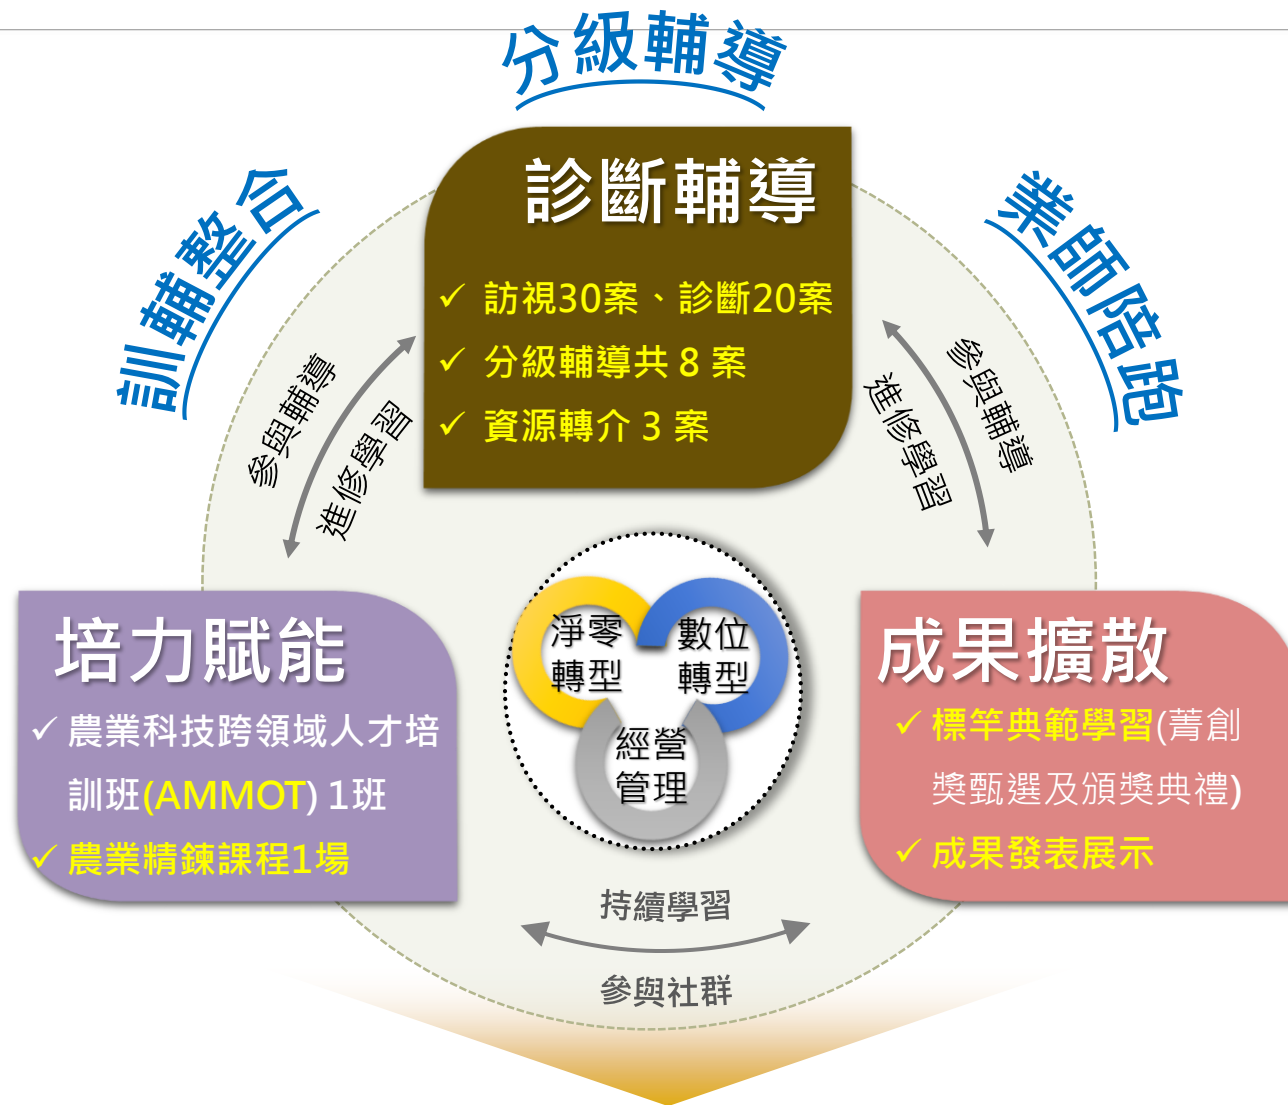 分級輔導
訓輔整合
業師陪跑
診斷輔導
✓ 訪視30案、診斷20案
✓ 分級輔導共 8 案
✓ 資源轉介 3 案
參與輔導
進修學習
參與輔導
進修學習
淨零
轉型
數位
轉型
經營
管理
培力賦能
✓ 農業科技跨領域人才培
訓班(AMMOT) 1班
✓ 農業精鍊課程1場
成果擴散
✓ 標竿典範學習(菁創
獎甄選及頒獎典禮)
✓ 成果發表展示
持續學習
參與社群